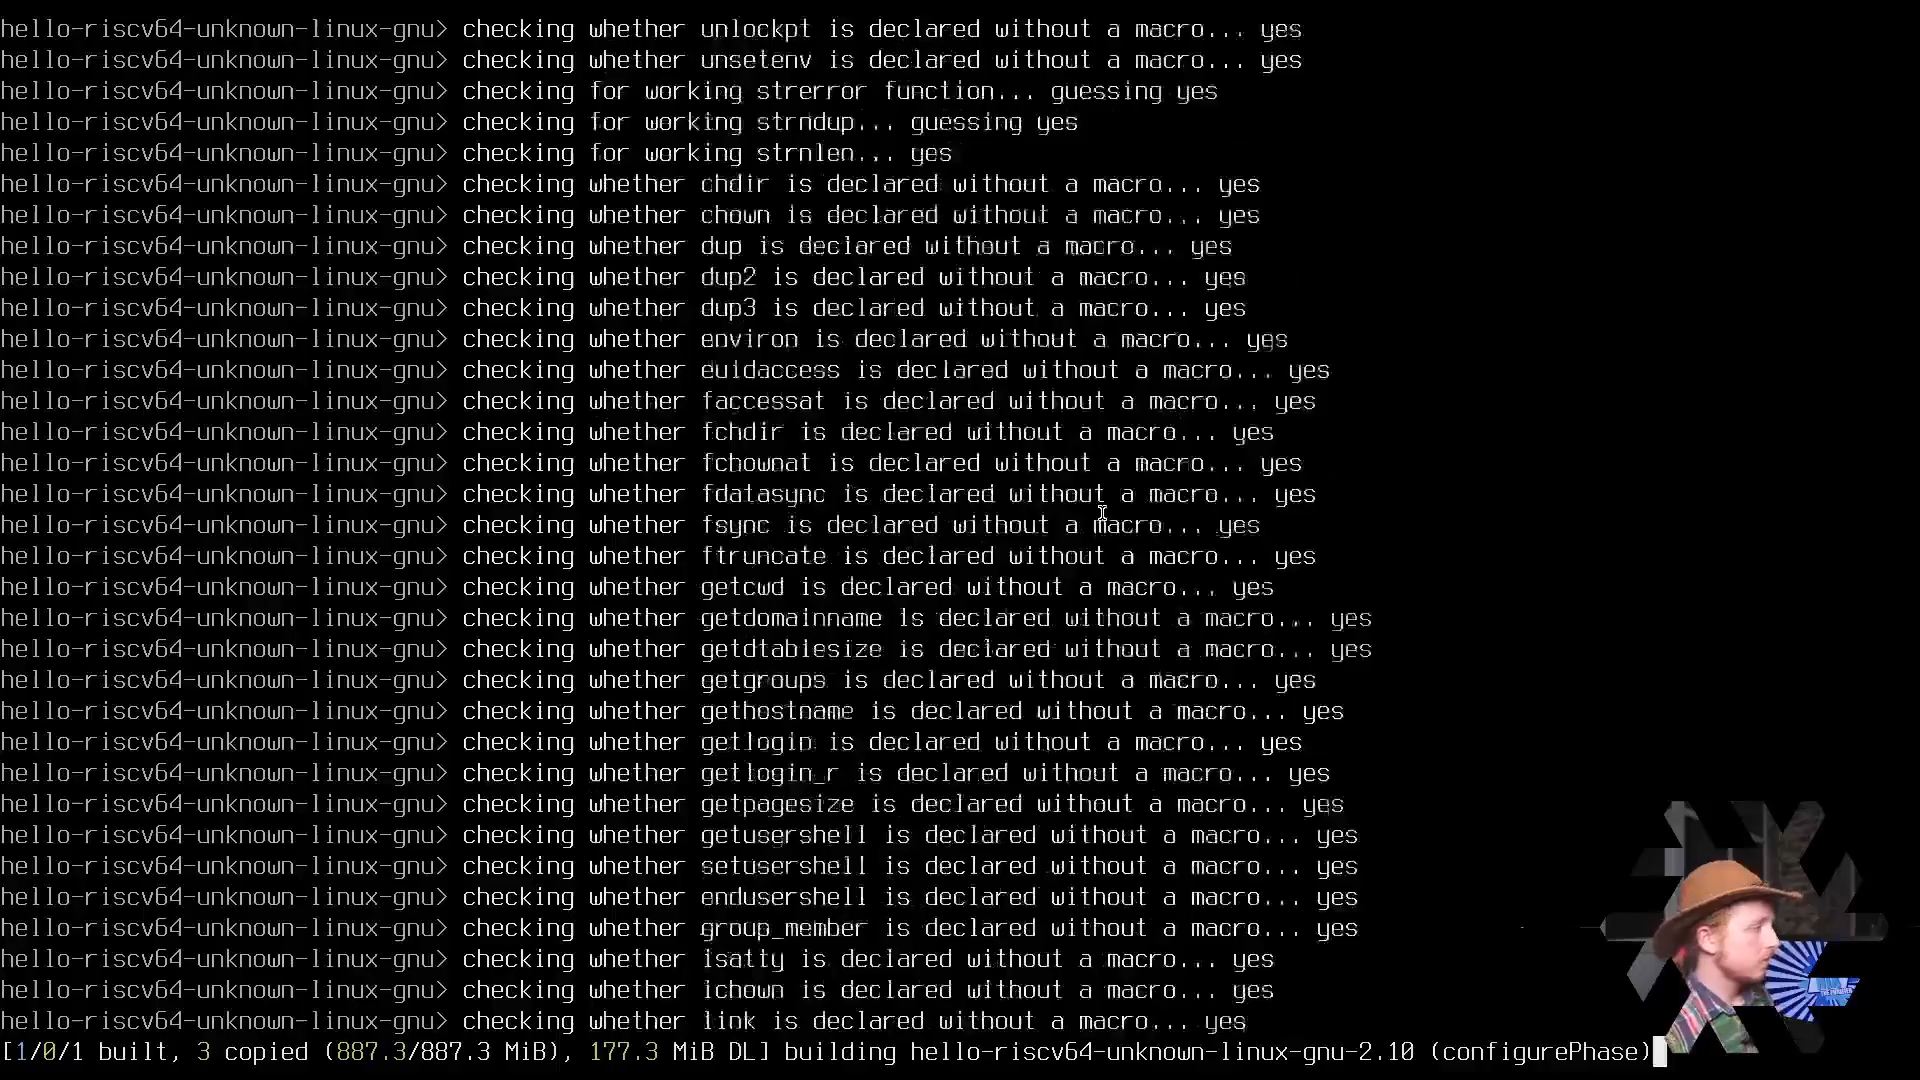 hello-riscv64-unknown-linux-gnu> checking whether unlockpt is declared without a macro... yes
hello-riscv64-unknown-linux-gnu> checking whether unsetenv is declared without a macro... yes
hello-riscv64-unknown-linux-gnu> checking for working strerror function... guessing yes
hello-riscv64-unknown-linux-gnu> checking for working strndup... guessing yes
hello-riscv64-unknown-linux-gnu> checking for working strnlen... yes
hello-riscv64-unknown-linux-gnu> checking whether chdir is declared without a macro... yes
hello-riscv64-unknown-linux-gnu> checking whether chown is declared without a macro... yes
hello-riscv64-unknown-linux-gnu> checking whether dup is declared without a macro... yes
hello-riscv64-unknown-linux-gnu> checking whether dup2 is declared without a macro... yes
hello-riscv64-unknown-linux-gnu> checking whether dup3 is declared without a macro... yes
hello-riscv64-unknown-linux-gnu> checking whether environ is declared without a macro... yes
hello-riscv64-unknown-linux-gnu> checking whether euidaccess is declared without a macro... yes
hello-riscv64-unknown-linux-gnu> checking whether faccessat is declared without a macro... yes
hello-riscv64-unknown-linux-gnu> checking whether fchdir is declared without a macro... yes
hello-riscv64-unknown-linux-gnu> checking whether fchownat is declared without a macro... yes
hello-riscv64-unknown-linux-gnu> checking whether fdatasync is declared without a macro... yes
hello-riscv64-unknown-linux-gnu> checking whether fsync is declared without a macro... yes
hello-riscv64-unknown-linux-gnu> checking whether ftruncate is declared without a macro... yes
hello-riscv64-unknown-linux-gnu> checking whether getcwd is declared without a macro... yes
hello-riscv64-unknown-linux-gnu> checking whether getdomainname is declared without a macro... yes
hello-riscv64-unknown-linux-gnu> checking whether getdtablesize is declared without a macro... yes
hello-riscv64-unknown-linux-gnu> checking whether getgroups is declared without a macro... yes
hello-riscv64-unknown-linux-gnu> checking whether gethostname is declared without a macro... yes
hello-riscv64-unknown-linux-gnu> checking whether getlogin is declared without a macro... yes
hello-riscv64-unknown-linux-gnu> checking whether getlogin_r is declared without a macro... yes
hello-riscv64-unknown-linux-gnu> checking whether getpagesize is declared without a macro... yes
hello-riscv64-unknown-linux-gnu> checking whether getusershell is declared without a macro... yes
hello-riscv64-unknown-linux-gnu> checking whether setusershell is declared without a macro... yes
hello-riscv64-unknown-linux-gnu> checking whether endusershell is declared without a macro... yes
hello-riscv64-unknown-linux-gnu> checking whether group_member is declared without a macro... yes
hello-riscv64-unknown-linux-gnu> checking whether isatty is declared without a macro... yes
hello-riscv64-unknown-linux-gnu> checking whether lchown is declared without a macro... yes
hello-riscv64-unknown-linux-gnu> checking whether link is declared without a macro... yes
[1/0/1 built, 3 copied (887.3/887.3 MiB), 177.3 MiB DL] building hello-riscv64-unknown-linux-gnu-2.10 (configurePhase)